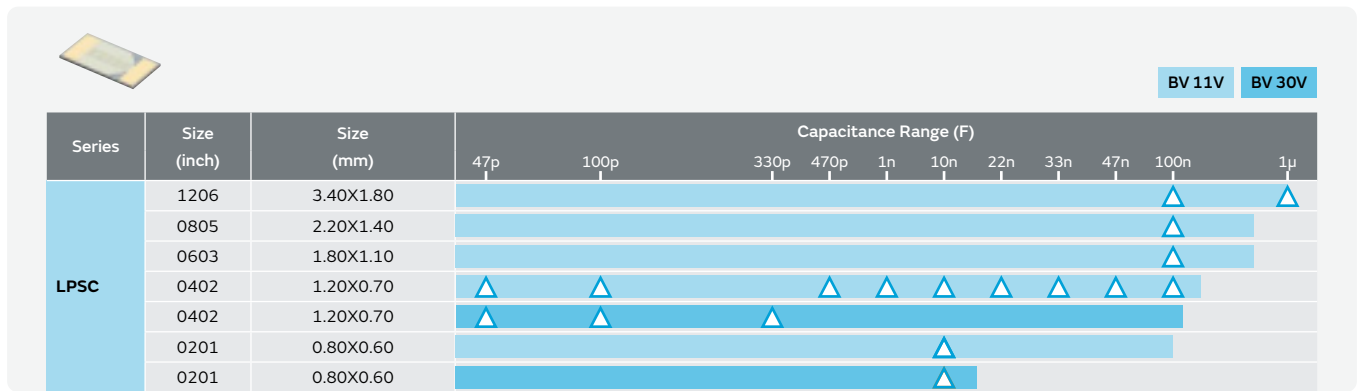 BV 11V BV 30V
Series Size (inch) Size (mm) Capacitance Range (F)
47p 100p 330p 470p 1n 10n 22n 33n 47n 100n 1µ
1206 3.40X1.80
0805 2.20X1.40
0603 1.80X1.10
LPSC 0402 1.20X0.70
0402 1.20X0.70
0201 0.80X0.60
0201 0.80X0.60